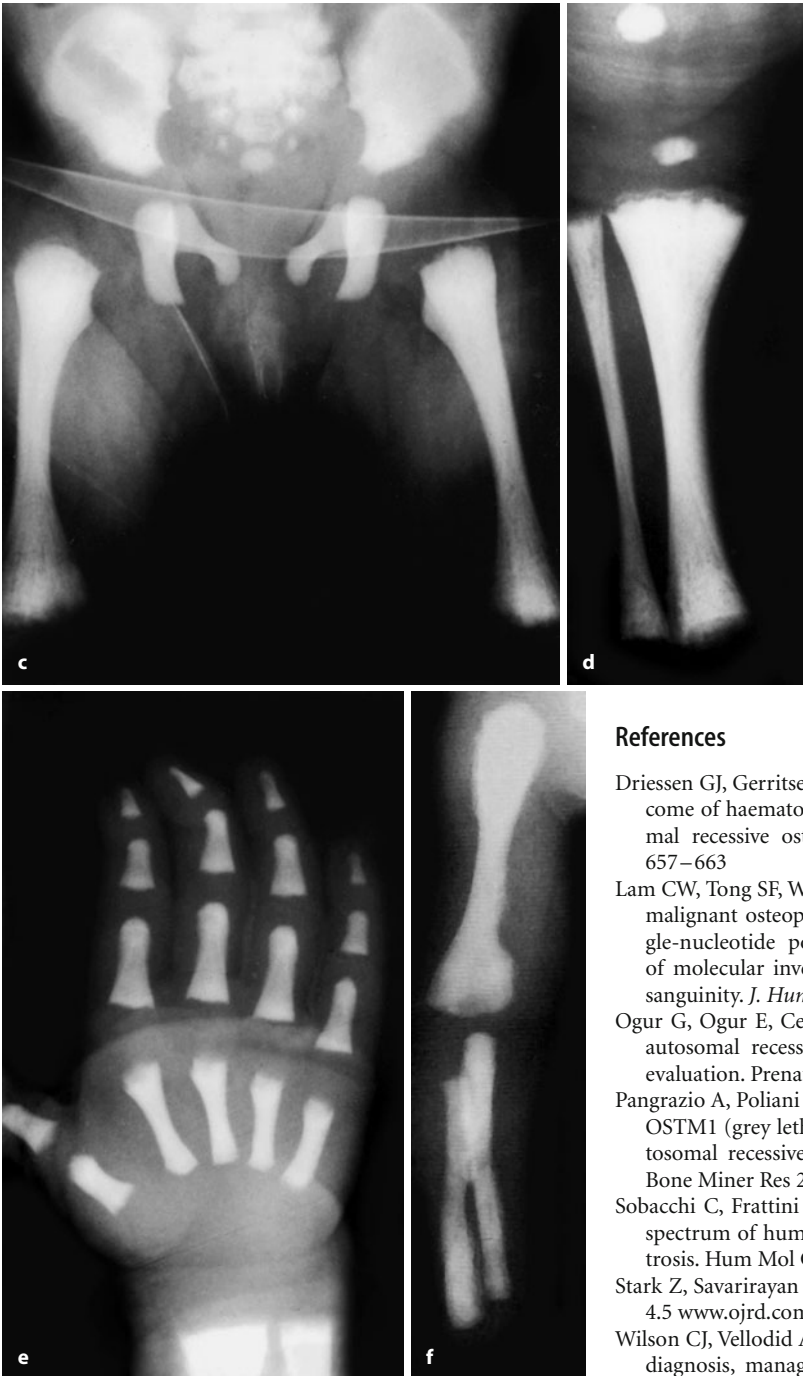 c
d
e
f
References
Driessen GJ, Gerritse
come of haemato
mal recessive ost
657–663
Lam CW, Tong SF, W
malignant osteop
gle-nucleotide po
of molecular inve
sanguinity. J. Hum
Ogur G, Ogur E, Ce
autosomal recess
evaluation. Prena
Pangrazio A, Poliani
OSTM1 (grey leth
tosomal recessive
Bone Miner Res 2
Sobacchi C, Frattini
spectrum of hum
trosis. Hum Mol G
Stark Z, Savarirayan
4.5 www.ojrd.com
Wilson CJ, Vellodid A
diagnosis, manag